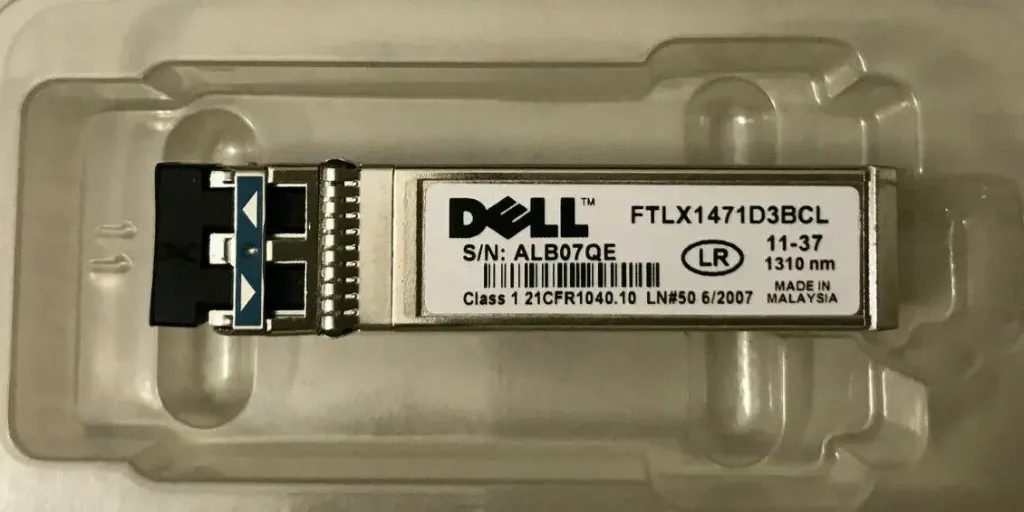 DELL™
FTLX1471D3BCL
S/N: ALB07QE
LR
11-37
1310 nm
Class 1 21CFR1040.10 LN#50 6/2007
MADE IN
MALAYSIA